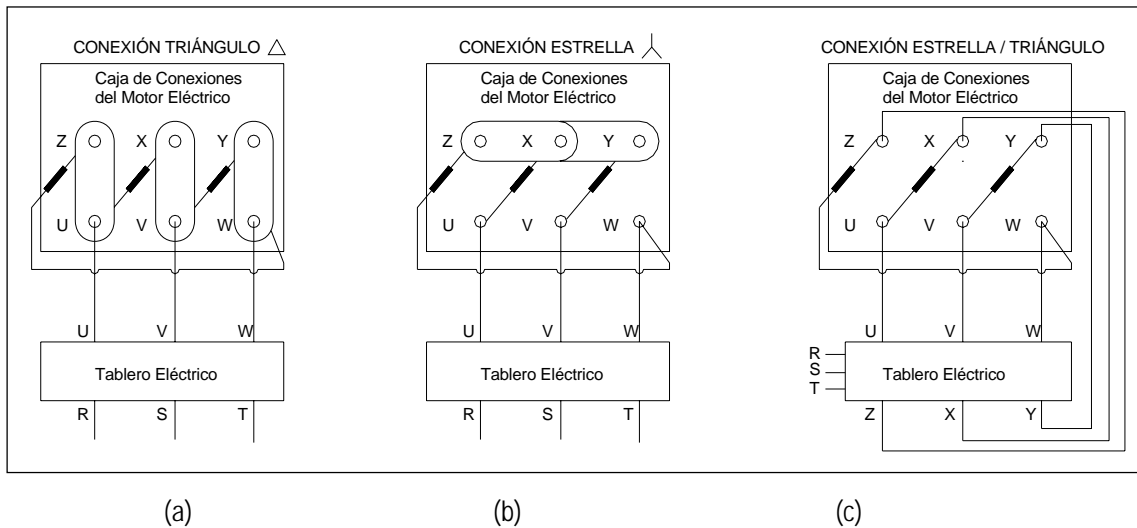 CONEXIÓN TRIÁNGULO
Caja de Conexiones
del Motor Eléctrico
Z X Y
U V W
U V W
Tablero Eléctrico
R S T
CONEXIÓN ESTRELLA
Caja de Conexiones
del Motor Eléctrico
Z X Y
U V W
U V W
Tablero Eléctrico
R S T
CONEXIÓN ESTRELLA / TRIÁNGULO
Caja de Conexiones
del Motor Eléctrico
Z X Y
U V W
U V W
R
S
T
Tablero Eléctrico
Z X Y
(a) (b) (c)